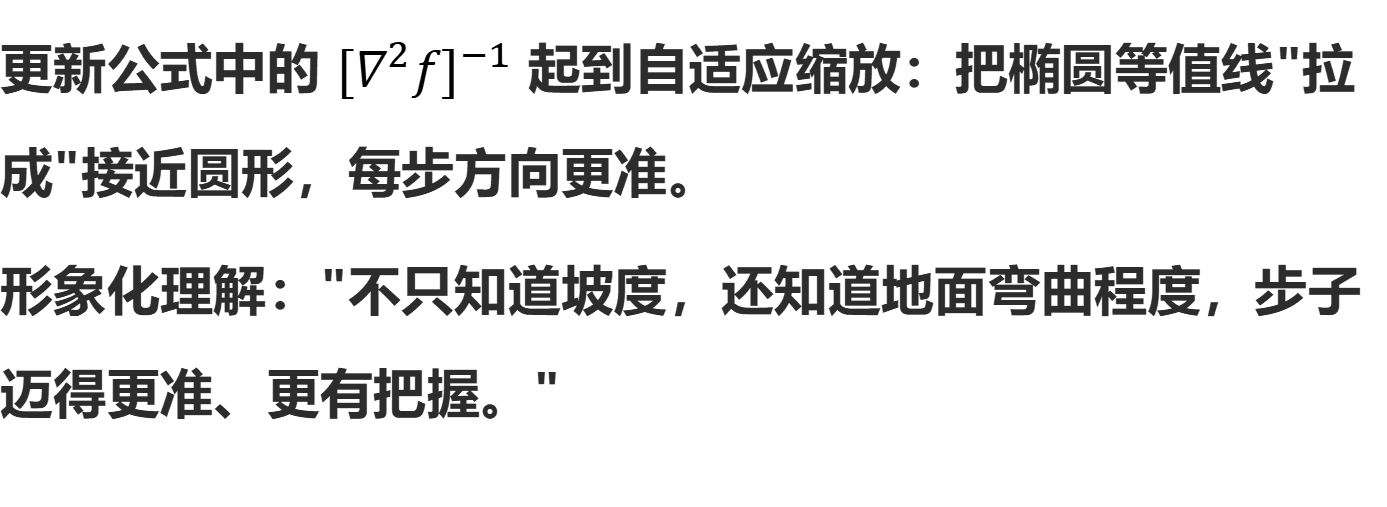 更新公式中的 [∇²f]⁻¹ 起到自适应缩放：把椭圆等值线"拉
成"接近圆形，每步方向更准。
形象化理解："不只知道坡度，还知道地面弯曲程度，步子
迈得更准、更有把握。"